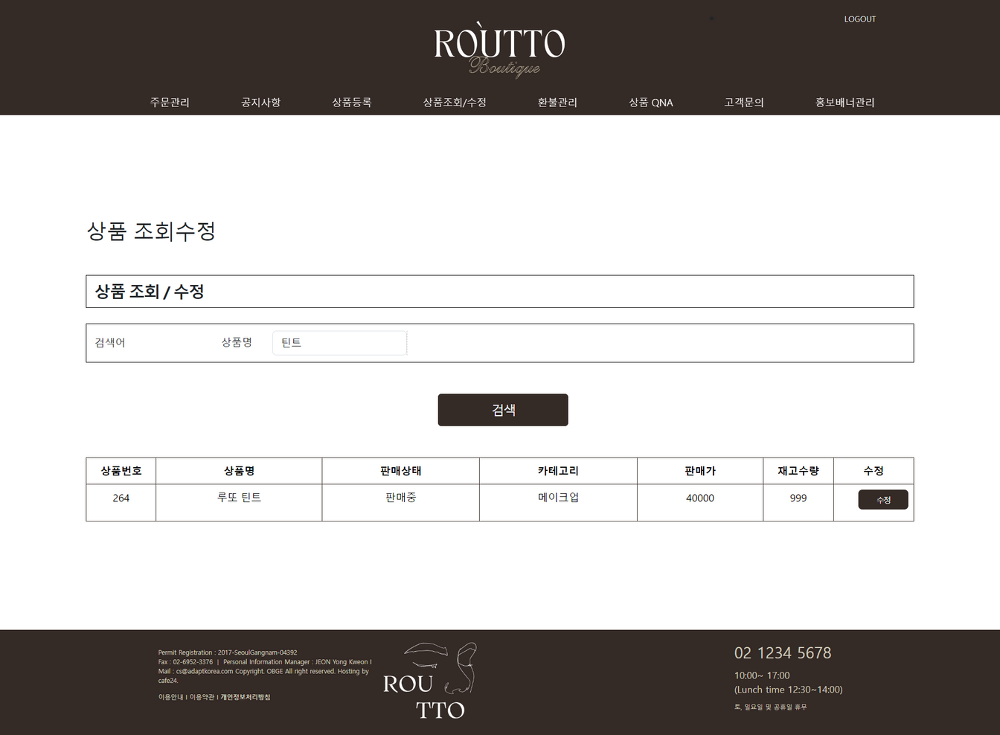 LOGOUT
ROÙTTO
Boutique
주문관리 공지사항 상품등록 상품조회/수정 환불관리 상품 QNA 고객문의 홍보배너관리
상품 조회수정
상품 조회 / 수정
검색어 상품명 틴트
검색
상품번호 상품명 판매상태 카테고리 판매가 재고수량 수정
264 루또 틴트 판매중 메이크업 40000 999 수정
Permit Registration : 2017-SeoulGangnam-04392
Fax : 02-6952-3376 | Personal Information Manager : JEON Yong Kweon I
Mail : cs@adaptkorea.com Copyright. OBGE All right reserved. Hosting by
cafe24.
이용안내 I 이용약관 I 개인정보처리방침
ROU
TTO
02 1234 5678
10:00~ 17:00
(Lunch time 12:30~14:00)
토, 일요일 및 공휴일 휴무